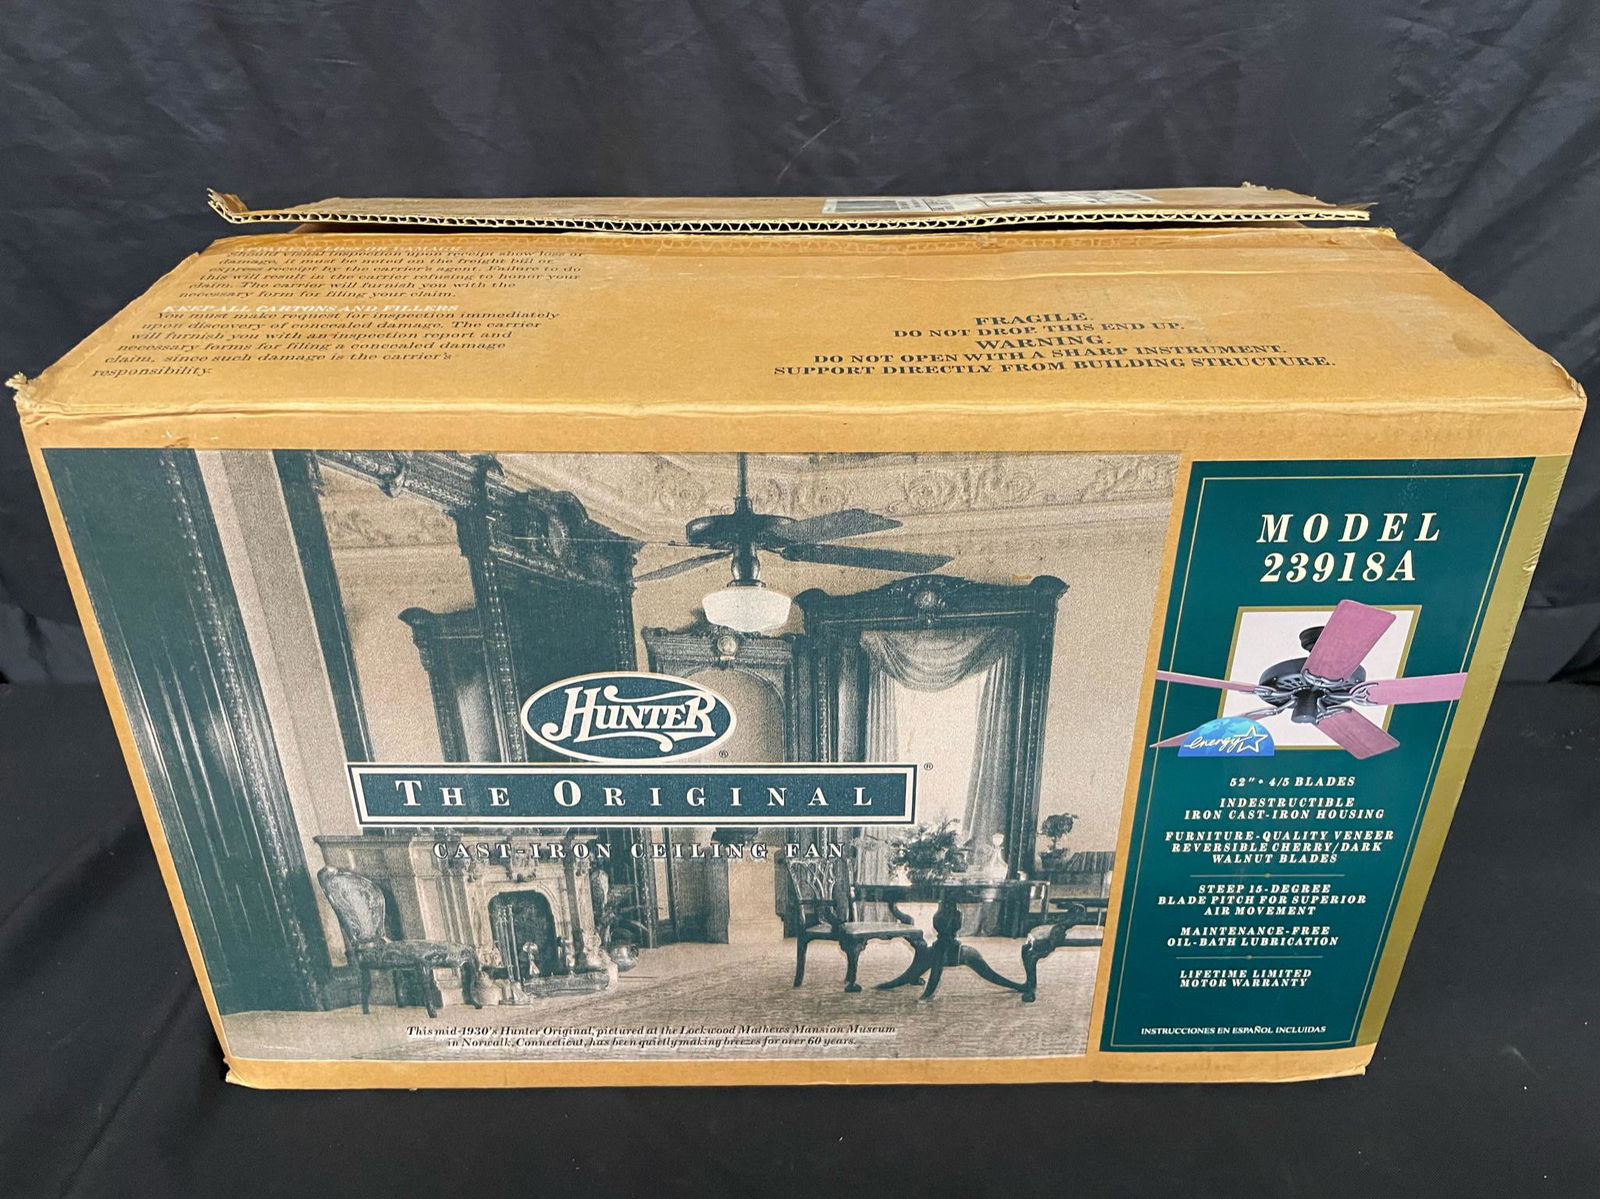 APPARENT LOSS OR DAMAGE
Should visual inspection upon receipt show loss or
damage, it must be noted on the freight bill or
express receipt by the carrier's agent. Failure to do
this will result in the carrier refusing to honor your
claim. The carrier will furnish you with the
necessary form for filing your claim.
KEEP ALL CARTONS AND FILLERS
You must make request for inspection immediately
upon discovery of concealed damage. The carrier
will furnish you with an inspection report and
necessary forms for filing a concealed damage
claim, since such damage is the carrier's
responsibility.
FRAGILE.
DO NOT DROP. THIS END UP.
WARNING.
DO NOT OPEN WITH A SHARP INSTRUMENT.
SUPPORT DIRECTLY FROM BUILDING STRUCTURE.
HUNTER®
THE ORIGINAL®
CAST-IRON CEILING FAN
This mid-1930's Hunter Original, pictured at the Lockwood Mathews Mansion Museum
in Norwalk, Connecticut, has been quietly making breezes for over 60 years.
MODEL
23918A
energy
52" • 4/5 BLADES
INDESTRUCTIBLE
IRON CAST-IRON HOUSING
FURNITURE-QUALITY VENEER
REVERSIBLE CHERRY/DARK
WALNUT BLADES
STEEP 15-DEGREE
BLADE PITCH FOR SUPERIOR
AIR MOVEMENT
MAINTENANCE-FREE
OIL-BATH LUBRICATION
LIFETIME LIMITED
MOTOR WARRANTY
INSTRUCCIONES EN ESPAÑOL INCLUIDAS